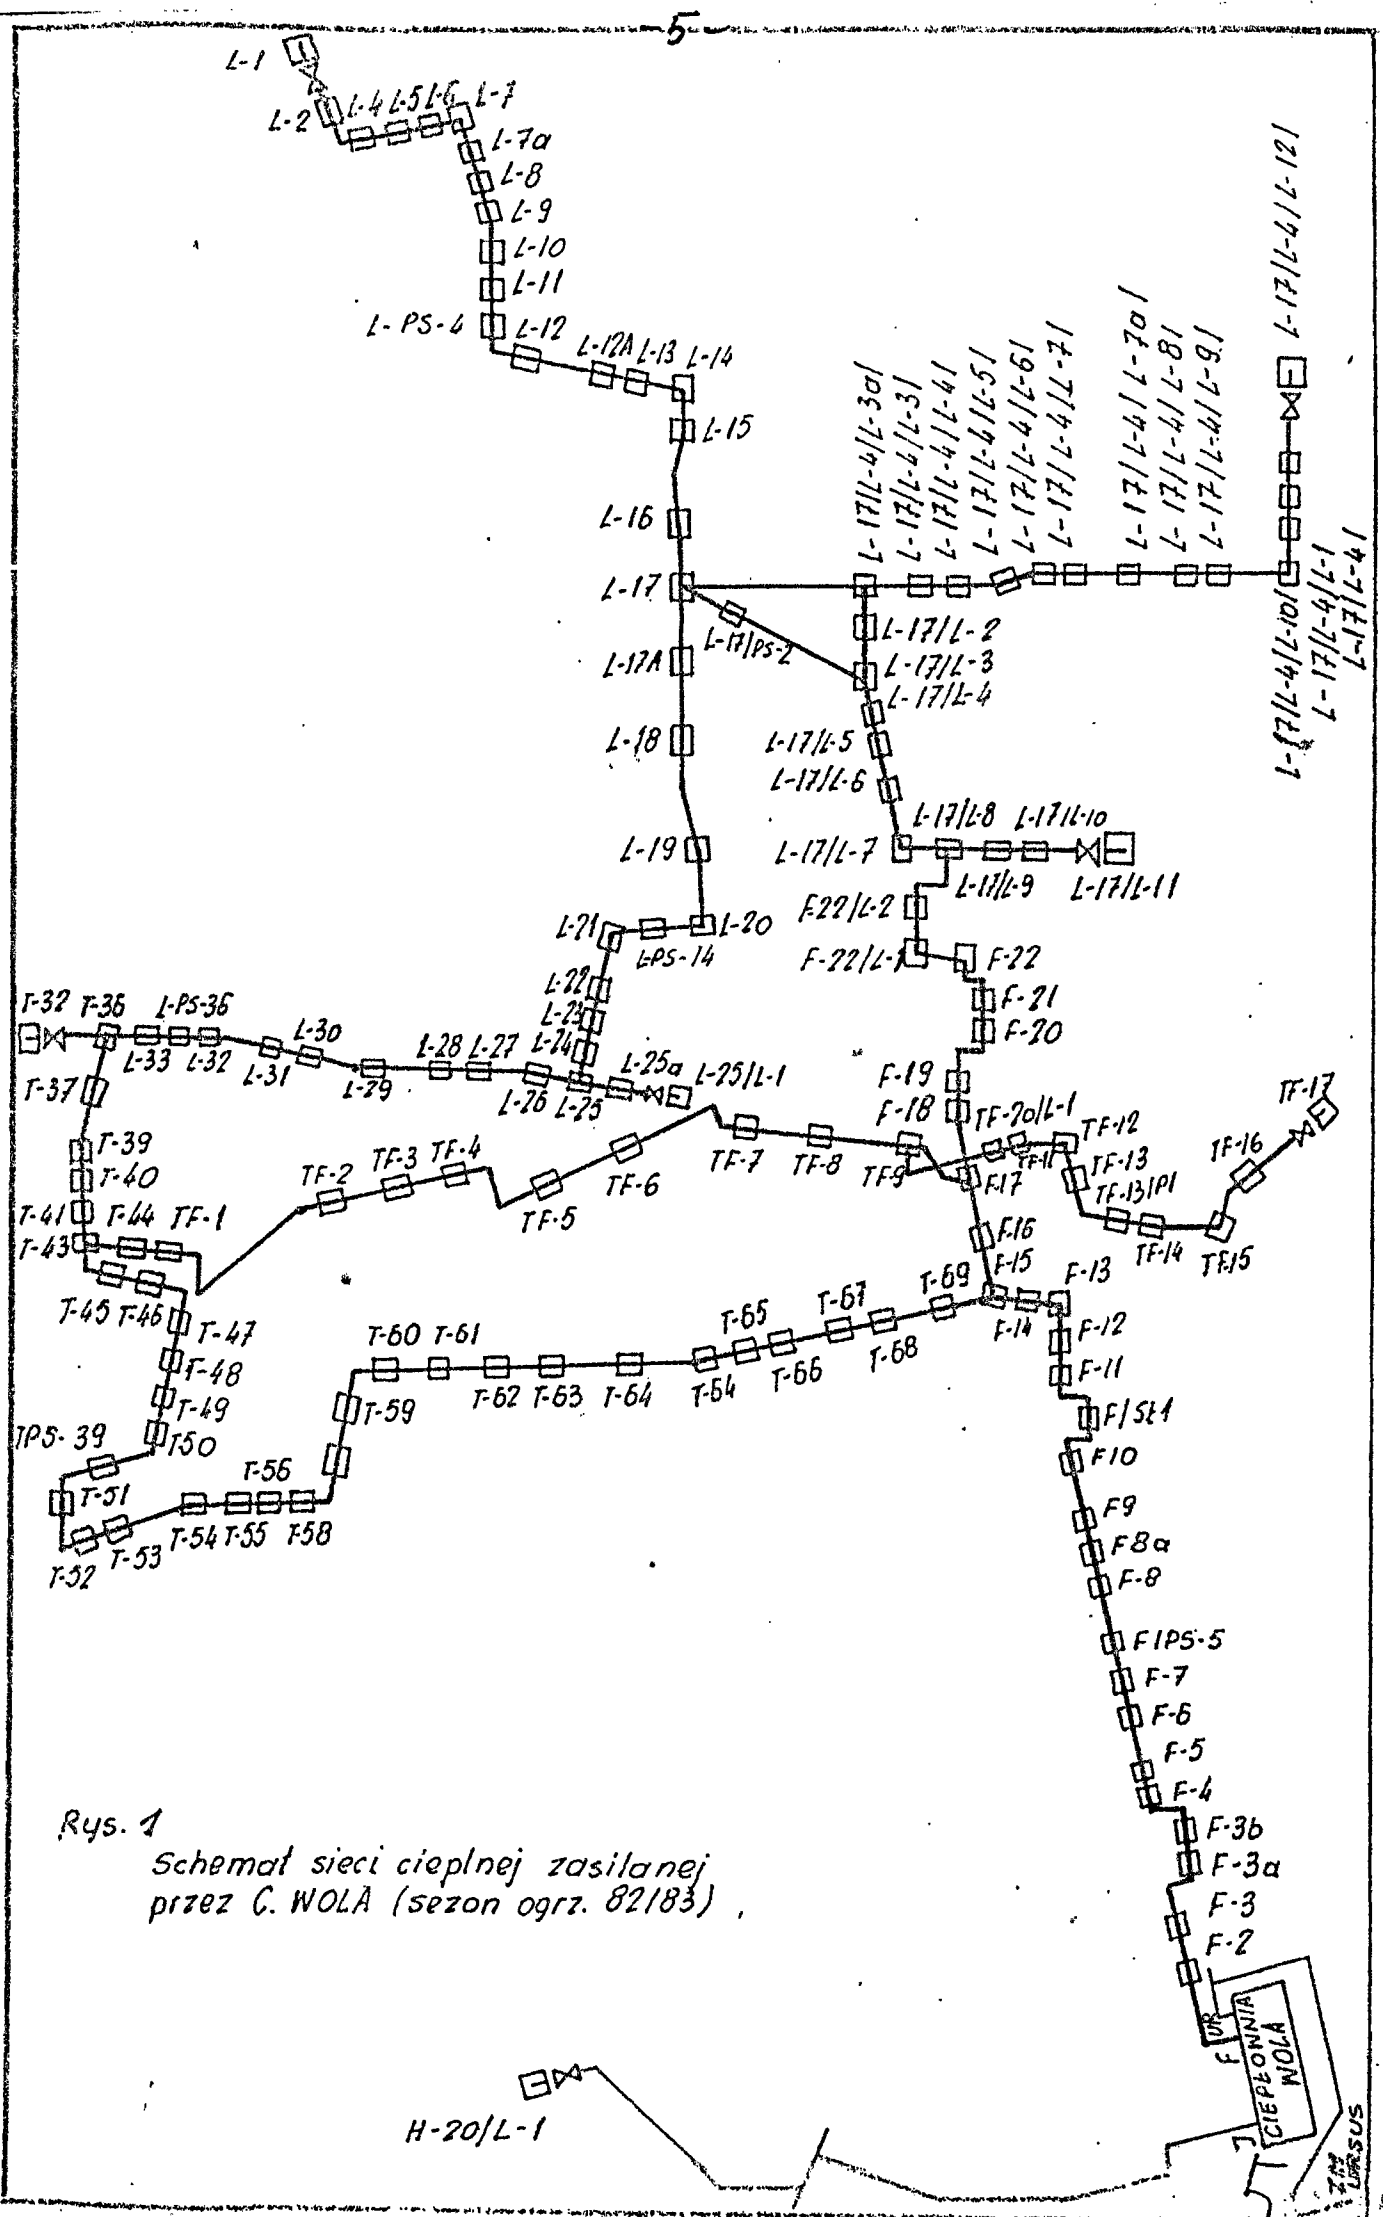 -5-
L-1
L-2
L-4
L-5
L-6
L-7
L-7a
L-8
L-9
L-10
L-11
L-PS-4
L-12
L-12A
L-13
L-14
L-15
L-16
L-17
L-17/PS-2
L-17A
L-18
L-19
L-20
L-PS-14
L-21
L-22
L-23
L-24
L-25
L-25a
L-25/L-1
L-26
L-27
L-28
L-29
L-30
L-31
L-32
L-PS-36
L-33
T-36
T-32
L-17/L-4/L-3a/
L-17/L-4/L-3/
L-17/L-4/L-4/
L-17/L-4/L-5/
L-17/L-4/L-6/
L-17/L-4/L-7/
L-17/L-4/L-7a/
L-17/L-4/L-8/
L-17/L-4/L-9/
L-17/L-4/L-12/
L-17/L-4/L-10/
L-17/L-4/L-1
L-17/L-4/
L-17/L-2
L-17/L-3
L-17/L-4
L-17/L-5
L-17/L-6
L-17/L-7
L-17/L-8
L-17/L-9
L-17/L-10
L-17/L-11
F-22/L-2
F-22/L-1
F-22
F-21
F-20
F-19
F-18
TF-20/L-1
TF-12
TF-11
TF-13
TF-13/P1
TF-14
TF-15
TF-16
TF-17
T-37
T-39
T-40
T-41
T-43
T-44
TF-1
TF-2
TF-3
TF-4
TF-5
TF-6
TF-7
TF-8
TF-9
F-17
F-16
F-15
F-14
F-13
F-12
F-11
F/St1
F10
F9
F8a
F-8
F/PS-5
F-7
F-6
F-5
F-4
F-3b
F-3a
F-3
F-2
T-45
T-46
T-47
T-48
T-49
T50
TPS-39
T-51
T-52
T-53
T-54
T-55
T-56
T-58
T-59
T-60
T-61
T-62
T-63
T-64
T-64
T-65
T-66
T-67
T-68
T-69
Rys. 1
Schemat sieci cieplnej zasilanej
przez C. WOLA (sezon ogrz. 82/83)
H-20/L-1
UR
F
CIEPŁOWNIA
WOLA
J
ZM
URSUS